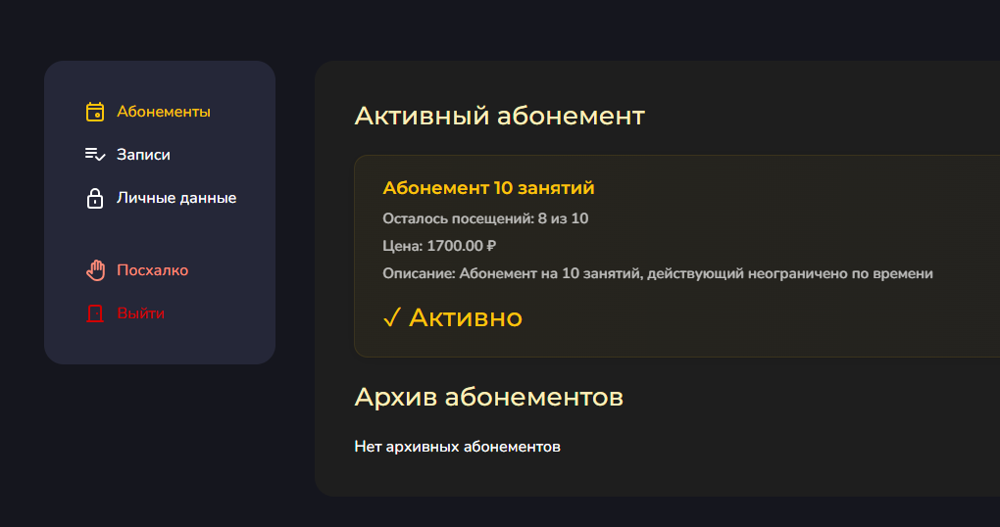 Абонементы
Записи
Личные данные
Посхалко
Выйти
Активный абонемент
Абонемент 10 занятий
Осталось посещений: 8 из 10
Цена: 1700.00 ₽
Описание: Абонемент на 10 занятий, действующий неограничено по времени
✓ Активно
Архив абонементов
Нет архивных абонементов